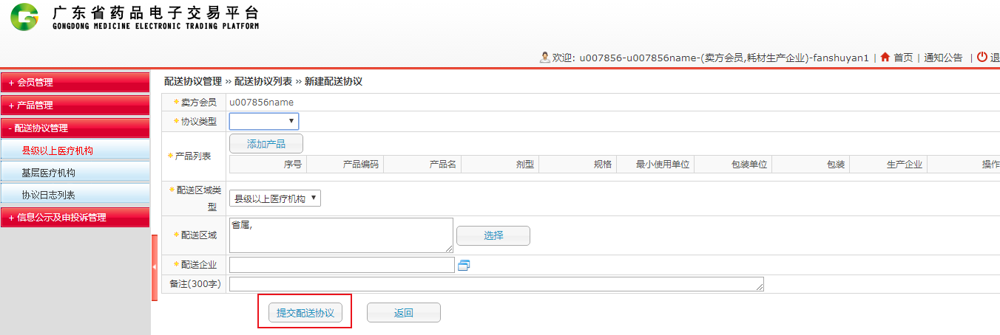 广东省药品电子交易平台
GONGDONG MEDICINE ELECTRONIC TRADING PLATFORM
欢迎: u007856-u007856name-(卖方会员,耗材生产企业)-fanshuyan1 | 首页 | 通知公告 | 退
+ 会员管理
+ 产品管理
- 配送协议管理
县级以上医疗机构
基层医疗机构
协议日志列表
+ 信息公示及申投诉管理
配送协议管理 ›› 配送协议列表 ›› 新建配送协议
* 卖方会员 u007856name
* 协议类型
* 产品列表
添加产品
序号 产品编码 产品名 剂型 规格 最小使用单位 包装单位 包装 生产企业 操作
* 配送区域类型 县级以上医疗机构
* 配送区域 省属, 选择
* 配送企业
备注(300字)
提交配送协议 返回